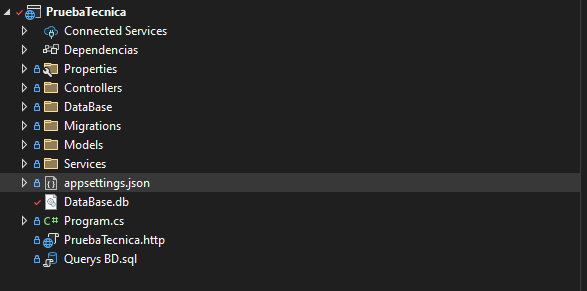 PruebaTecnica
Connected Services
Dependencias
Properties
Controllers
DataBase
Migrations
Models
Services
appsettings.json
DataBase.db
C# Program.cs
PruebaTecnica.http
Querys BD.sql